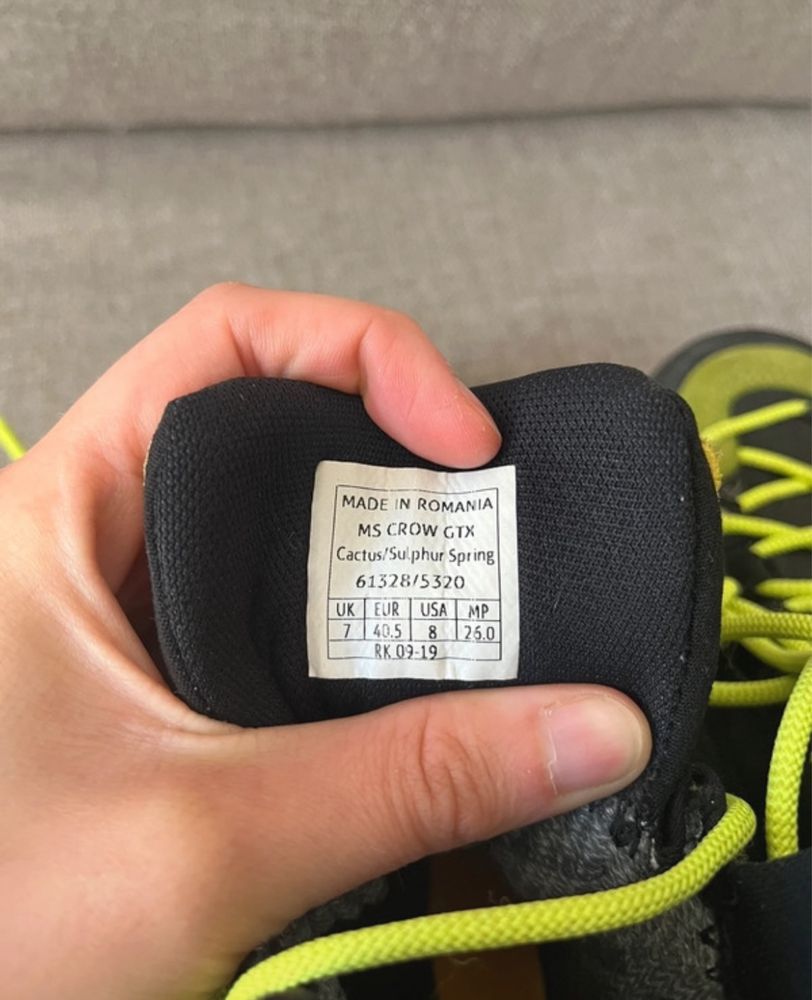 MADE IN ROMANIA
MS CROW GTX
Cactus/Sulphur Spring
61328/5320
UK EUR USA MP
7 40.5 8 26.0
RK 09-19